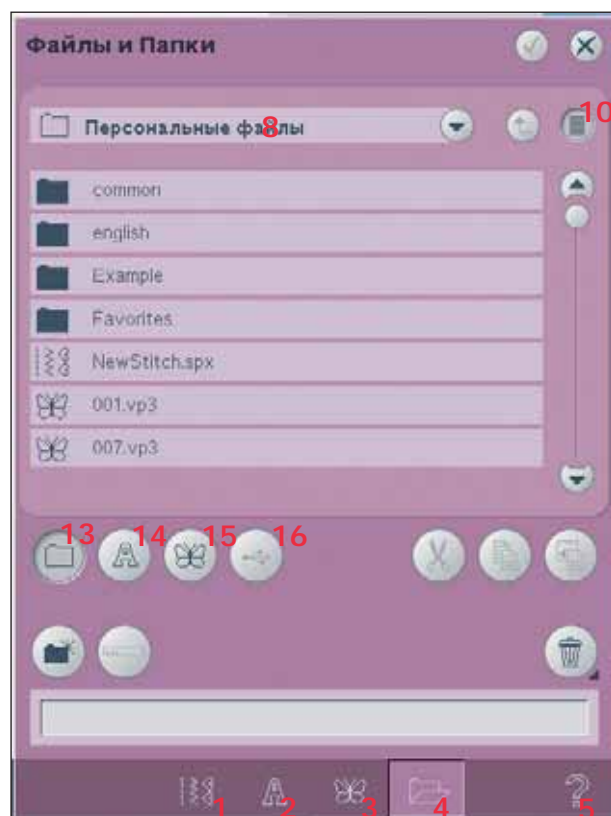 Файлы и Папки
Персональные файлы
8
10
common
english
Example
Favorites
NewStitch.spx
001.vp3
007.vp3
13 14 15 16
1 2 3 4 5